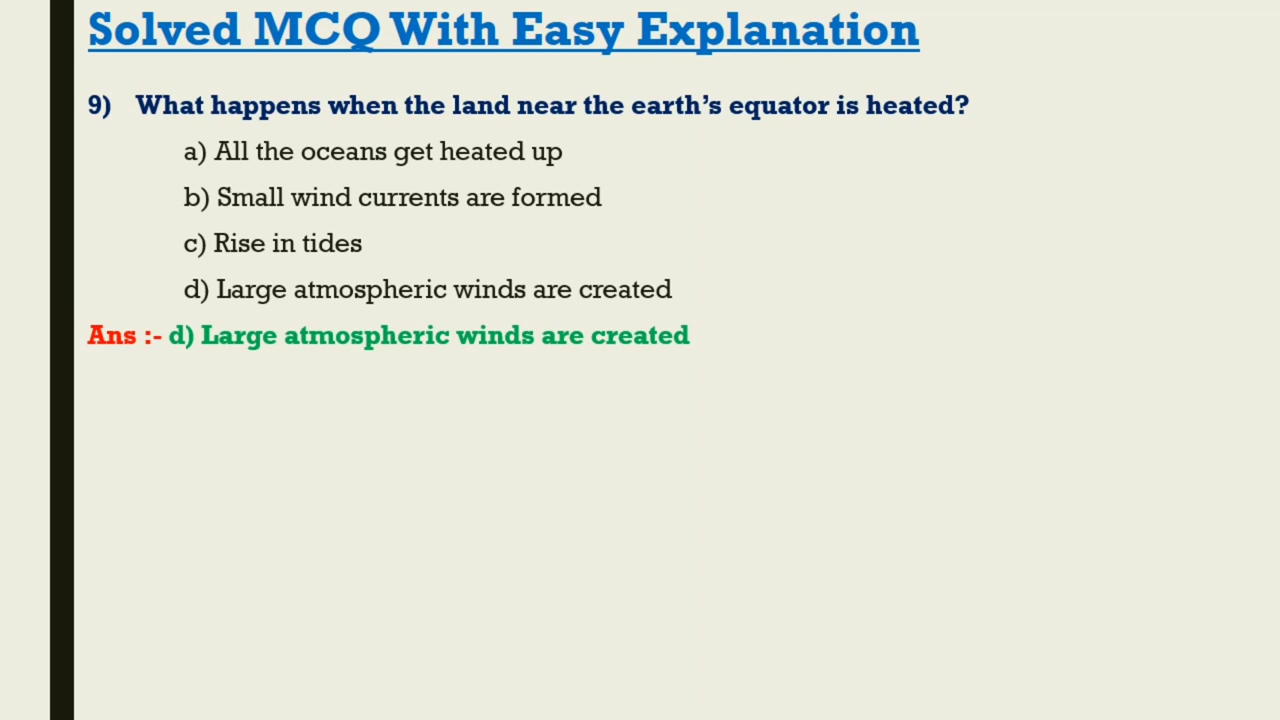 Solved MCQ With Easy Explanation
9) What happens when the land near the earth’s equator is heated?
a) All the oceans get heated up
b) Small wind currents are formed
c) Rise in tides
d) Large atmospheric winds are created
Ans :- d) Large atmospheric winds are created